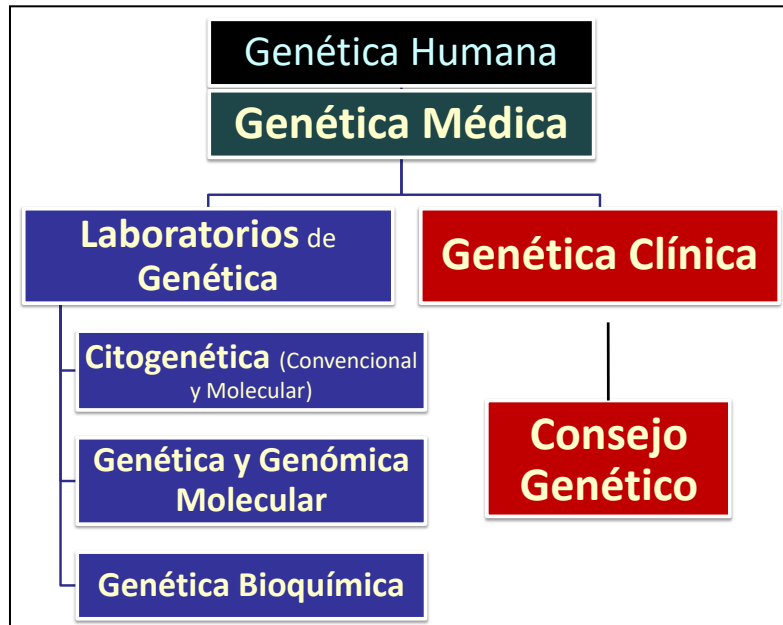 Genética Humana
Genética Médica
Laboratorios de
Genética
Genética Clínica
Citogenética (Convencional
y Molecular)
Consejo
Genético
Genética y Genómica
Molecular
Genética Bioquímica